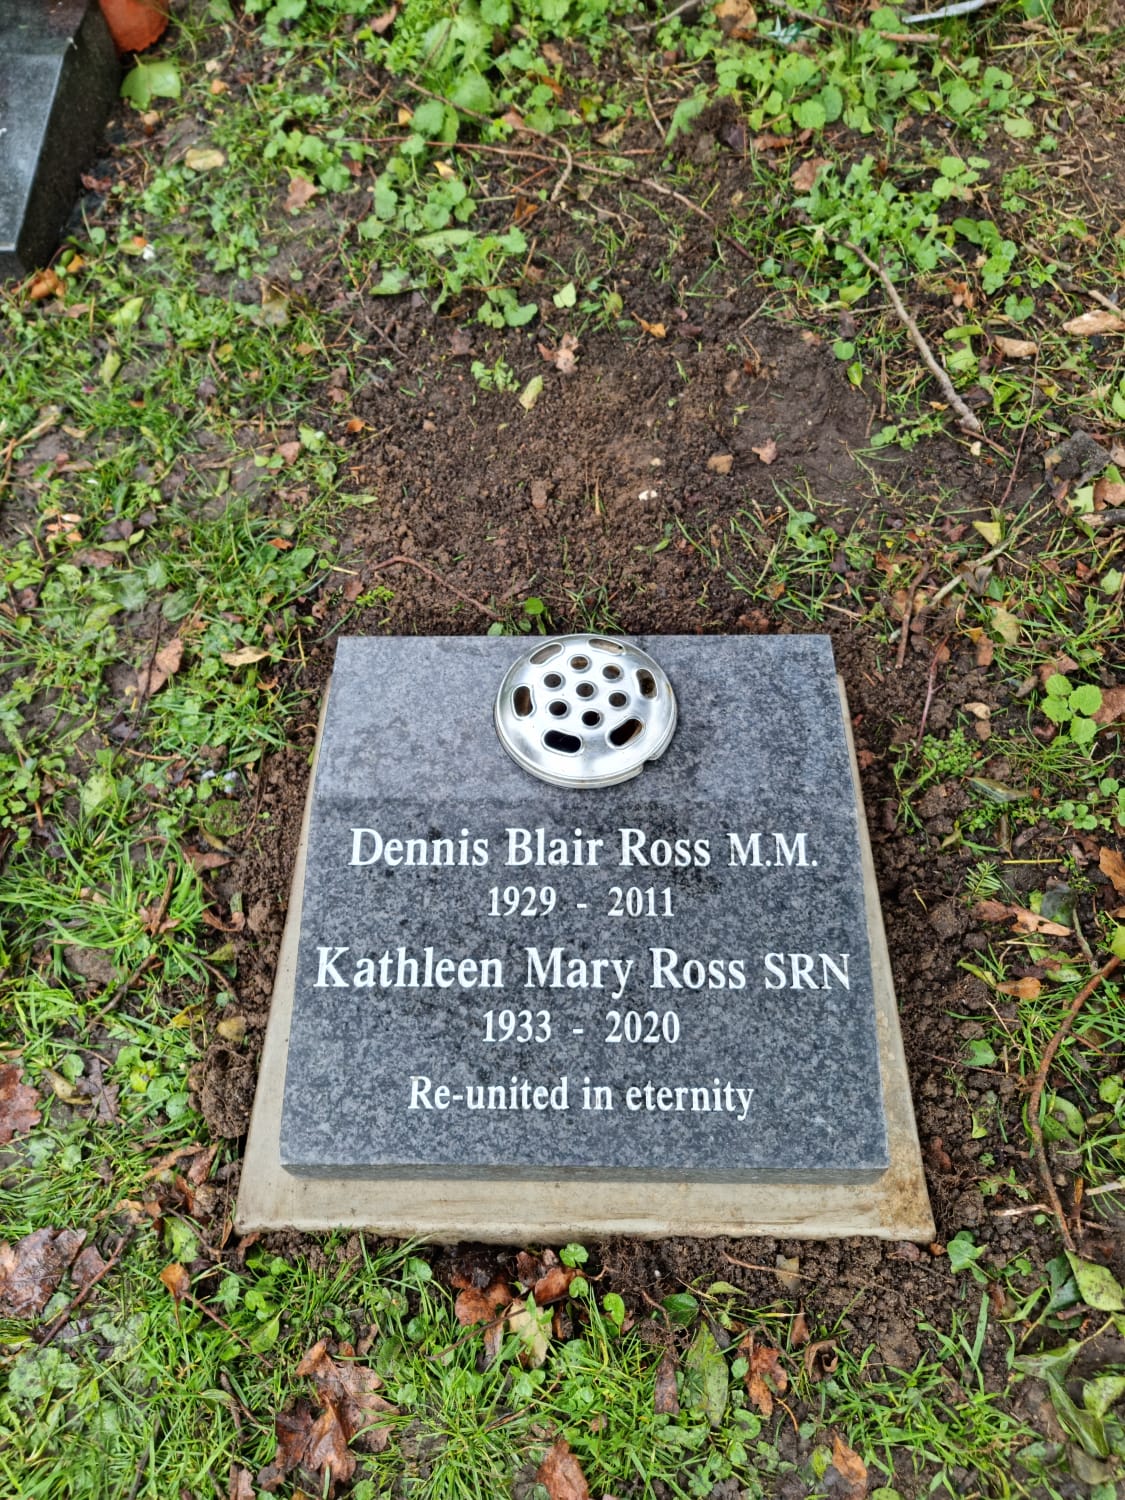 Dennis Blair Ross M.M.
1929 - 2011
Kathleen Mary Ross SRN
1933 - 2020
Re-united in eternity